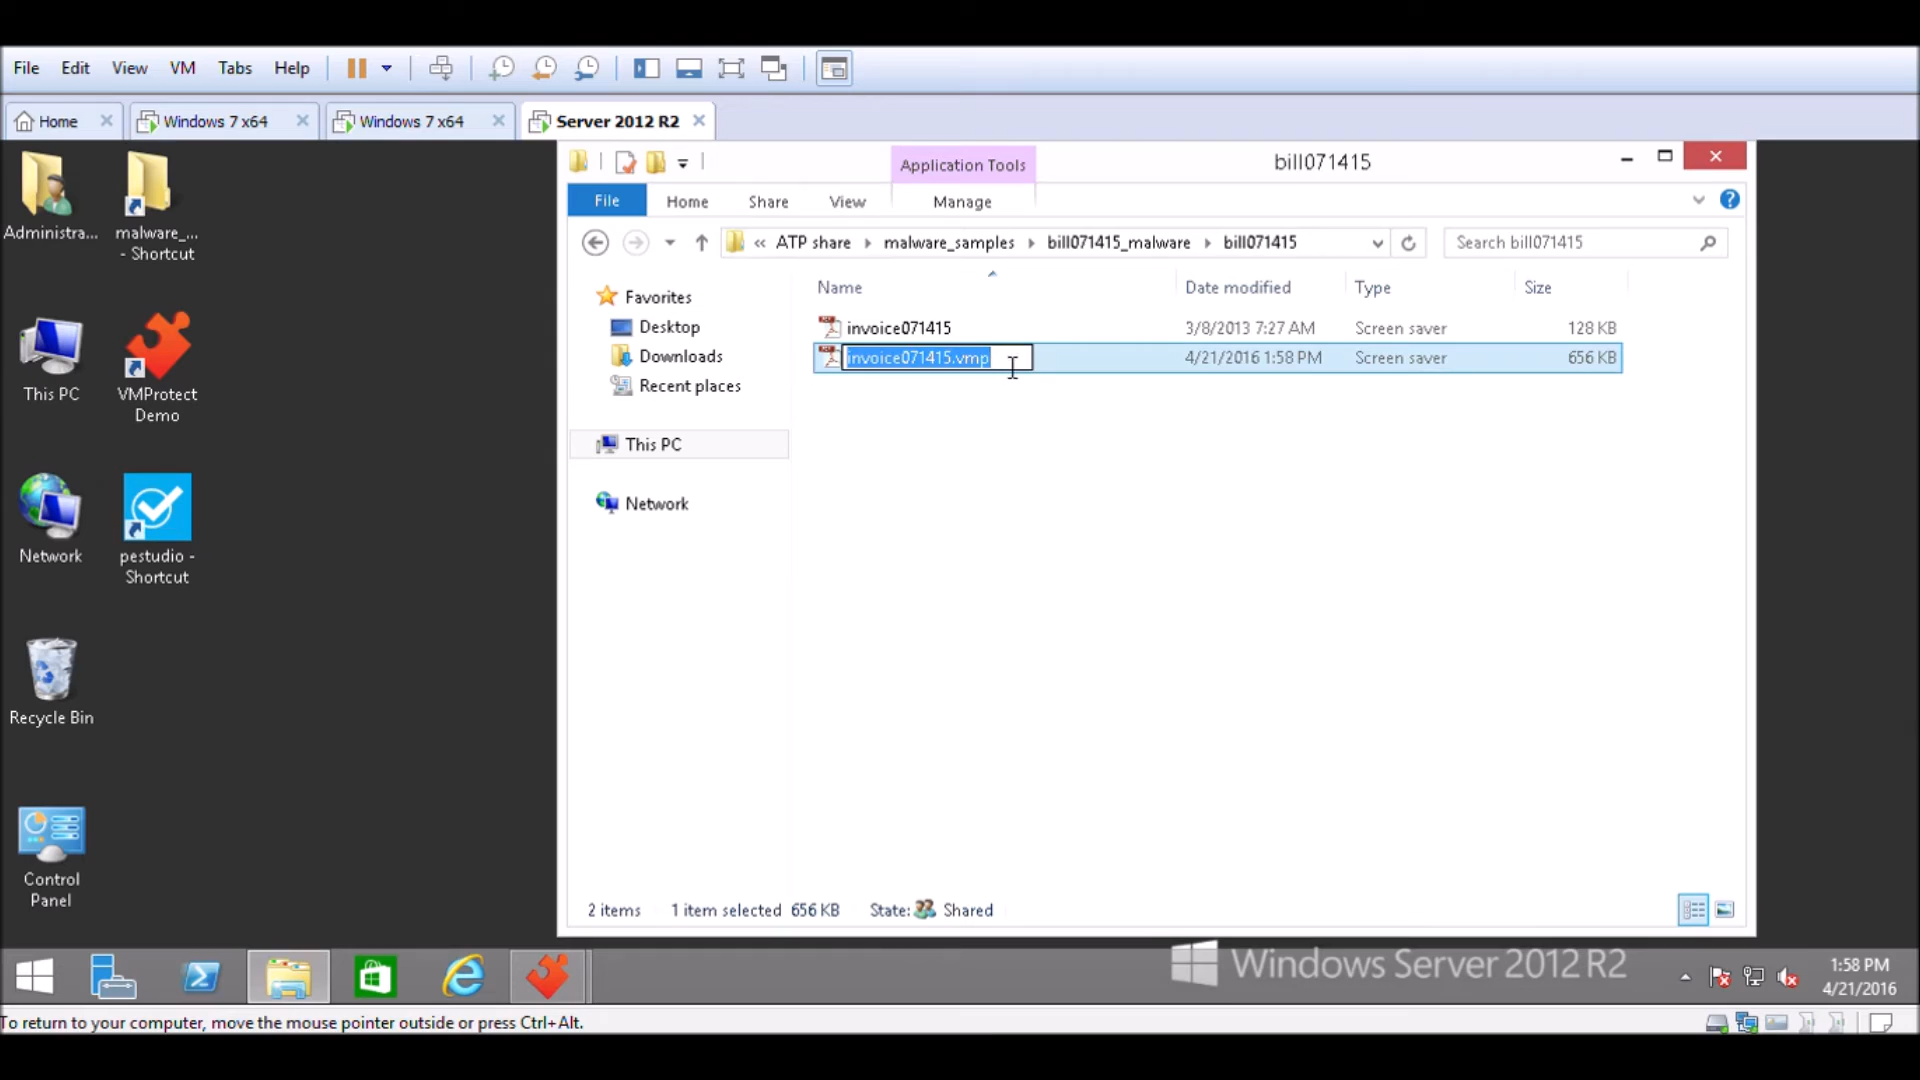 File Edit View VM Tabs Help
Home Windows 7 x64 Windows 7 x64 Server 2012 R2
Application Tools bill071415
File Home Share View Manage
« ATP share malware_samples bill071415_malware bill071415 Search bill071415
Name Date modified Type Size
invoice071415 3/8/2013 7:27 AM Screen saver 128 KB
invoice071415.vmp 4/21/2016 1:58 PM Screen saver 656 KB
Favorites
Desktop
Downloads
Recent places
This PC
Network
2 items 1 item selected 656 KB State: Shared
Administra...
malware_...
- Shortcut
This PC
VMProtect
Demo
Network
pestudio -
Shortcut
Recycle Bin
Control
Panel
Windows Server 2012 R2
1:58 PM
4/21/2016
To return to your computer, move the mouse pointer outside or press Ctrl+Alt.